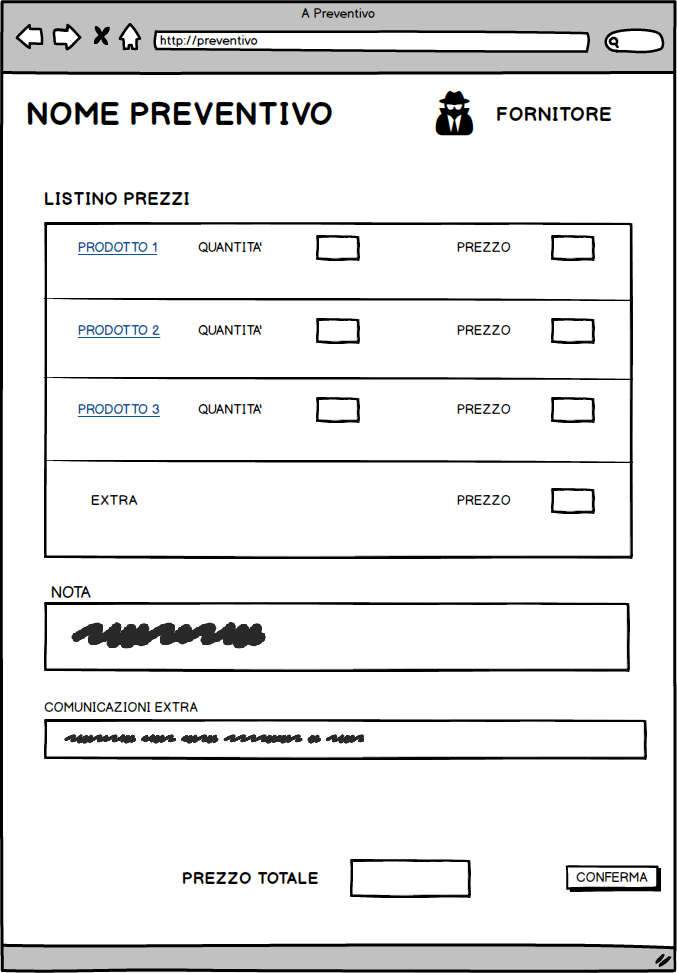 A Preventivo
http://preventivo
NOME PREVENTIVO
FORNITORE
LISTINO PREZZI
PRODOTTO 1 QUANTITA' PREZZO
PRODOTTO 2 QUANTITA' PREZZO
PRODOTTO 3 QUANTITA' PREZZO
EXTRA PREZZO
NOTA
COMUNICAZIONI EXTRA
PREZZO TOTALE
CONFERMA